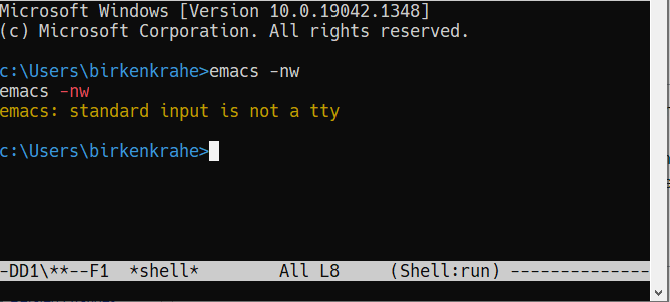 Microsoft Windows [Version 10.0.19042.1348]
(c) Microsoft Corporation. All rights reserved.
c:\Users\birkenkrahe>emacs -nw
emacs -nw
emacs: standard input is not a tty
c:\Users\birkenkrahe>
-DD1\**--F1  *shell*        All L8     (Shell:run) --------------